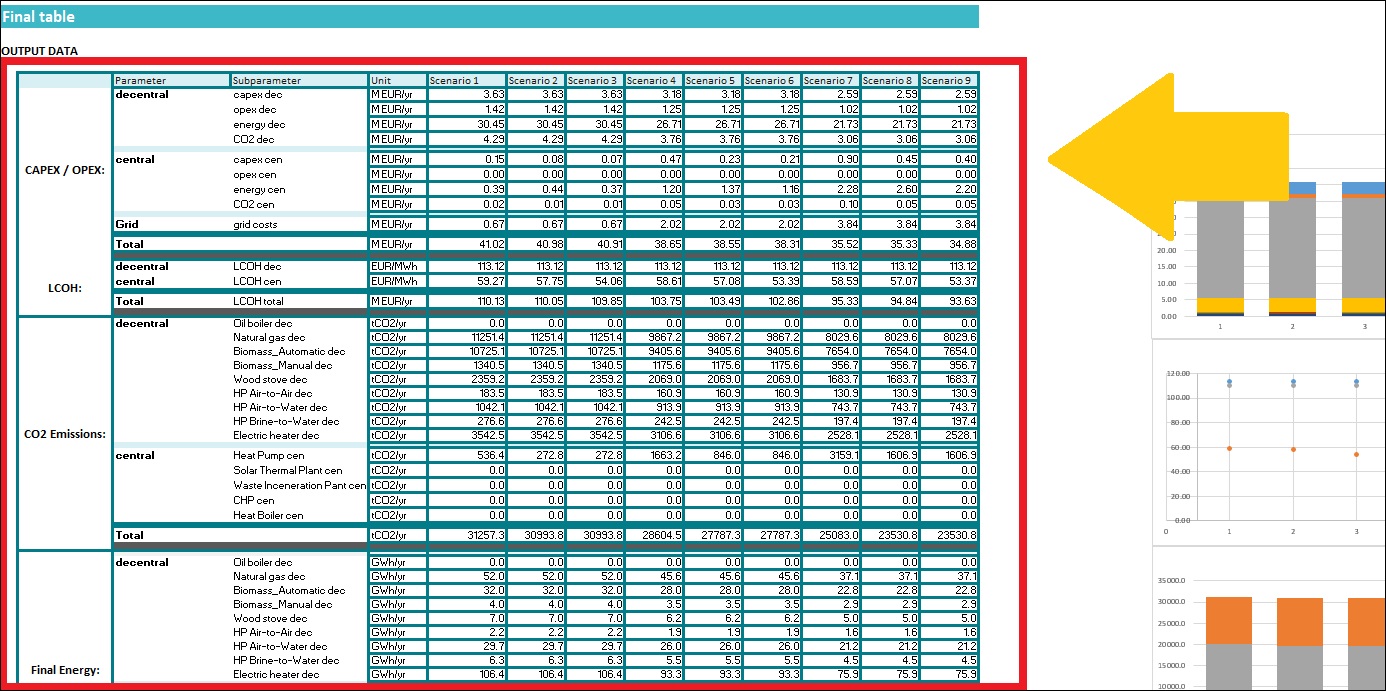 Final table
OUTPUT DATA
Parameter Subparameter Unit Scenario 1 Scenario 2 Scenario 3 Scenario 4 Scenario 5 Scenario 6 Scenario 7 Scenario 8 Scenario 9
decentral capex dec MEUR/yr 3.63 3.63 3.63 3.18 3.18 3.18 2.59 2.59 2.59
opex dec MEUR/yr 1.42 1.42 1.42 1.25 1.25 1.25 1.02 1.02 1.02
energy dec MEUR/yr 30.45 30.45 30.45 26.71 26.71 26.71 21.73 21.73 21.73
CO2 dec MEUR/yr 4.29 4.29 4.29 3.76 3.76 3.76 3.06 3.06 3.06
central capex cen MEUR/yr 0.15 0.08 0.07 0.47 0.23 0.21 0.90 0.45 0.40
CAPEX / OPEX:
opex cen MEUR/yr 0.00 0.00 0.00 0.00 0.00 0.00 0.00 0.00 0.00
energy cen MEUR/yr 0.39 0.44 0.37 1.20 1.37 1.16 2.28 2.60 2.20
CO2 cen MEUR/yr 0.02 0.01 0.01 0.05 0.03 0.03 0.10 0.05 0.05
Grid grid costs MEUR/yr 0.67 0.67 0.67 2.02 2.02 2.02 3.84 3.84 3.84
Total MEUR/yr 41.02 40.98 40.91 38.65 38.55 38.31 35.52 35.33 34.88
decentral LCOH dec EUR/MWh 113.12 113.12 113.12 113.12 113.12 113.12 113.12 113.12 113.12
central LCOH cen EUR/MWh 59.27 57.75 54.06 58.61 57.08 53.39 58.59 57.07 53.37
LCOH:
Total LCOH total MEUR/yr 110.13 110.05 109.85 103.75 103.49 102.86 95.33 94.84 93.63
decentral Oil boiler dec tCO2/yr 0.0 0.0 0.0 0.0 0.0 0.0 0.0 0.0 0.0
Natural gas dec tCO2/yr 11251.4 11251.4 11251.4 9867.2 9867.2 9867.2 8029.6 8029.6 8029.6
Biomass_Automatic dec tCO2/yr 10725.1 10725.1 10725.1 9405.6 9405.6 9405.6 7654.0 7654.0 7654.0
Biomass_Manual dec tCO2/yr 1340.5 1340.5 1340.5 1175.6 1175.6 1175.6 956.7 956.7 956.7
Wood stove dec tCO2/yr 2359.2 2359.2 2359.2 2069.0 2069.0 2069.0 1683.7 1683.7 1683.7
HP Air-to-Air dec tCO2/yr 183.5 183.5 183.5 160.9 160.9 160.9 130.9 130.9 130.9
HP Air-to-Water dec tCO2/yr 1042.1 1042.1 1042.1 913.9 913.9 913.9 743.7 743.7 743.7
HP Brine-to-Water dec tCO2/yr 276.6 276.6 276.6 242.5 242.5 242.5 197.4 197.4 197.4
CO2 Emissions:
Electric heater dec tCO2/yr 3542.5 3542.5 3542.5 3106.6 3106.6 3106.6 2528.1 2528.1 2528.1
central Heat Pump cen tCO2/yr 536.4 272.8 272.8 1663.2 846.0 846.0 3159.1 1606.9 1606.9
Solar Thermal Plant cen tCO2/yr 0.0 0.0 0.0 0.0 0.0 0.0 0.0 0.0 0.0
Waste Inceneration Pant cen tCO2/yr 0.0 0.0 0.0 0.0 0.0 0.0 0.0 0.0 0.0
CHP cen tCO2/yr 0.0 0.0 0.0 0.0 0.0 0.0 0.0 0.0 0.0
Heat Boiler cen tCO2/yr 0.0 0.0 0.0 0.0 0.0 0.0 0.0 0.0 0.0
Total tCO2/yr 31257.3 30993.8 30993.8 28604.5 27787.3 27787.3 25083.0 23530.8 23530.8
decentral Oil boiler dec GWh/yr 0.0 0.0 0.0 0.0 0.0 0.0 0.0 0.0 0.0
Natural gas dec GWh/yr 52.0 52.0 52.0 45.6 45.6 45.6 37.1 37.1 37.1
Biomass_Automatic dec GWh/yr 32.0 32.0 32.0 28.0 28.0 28.0 22.8 22.8 22.8
Biomass_Manual dec GWh/yr 4.0 4.0 4.0 3.5 3.5 3.5 2.9 2.9 2.9
Wood stove dec GWh/yr 7.0 7.0 7.0 6.2 6.2 6.2 5.0 5.0 5.0
HP Air-to-Air dec GWh/yr 2.2 2.2 2.2 1.9 1.9 1.9 1.6 1.6 1.6
HP Air-to-Water dec GWh/yr 29.7 29.7 29.7 26.0 26.0 26.0 21.2 21.2 21.2
HP Brine-to-Water dec GWh/yr 6.3 6.3 6.3 5.5 5.5 5.5 4.5 4.5 4.5
Final Energy:
Electric heater dec GWh/yr 106.4 106.4 106.4 93.3 93.3 93.3 75.9 75.9 75.9
20.00
15.00
10.00
5.00
0.00
1 2 3
120.00
100.00
80.00
60.00
40.00
20.00
0.00
0 1 2 3
35000.0
30000.0
25000.0
20000.0
15000.0
10000.0